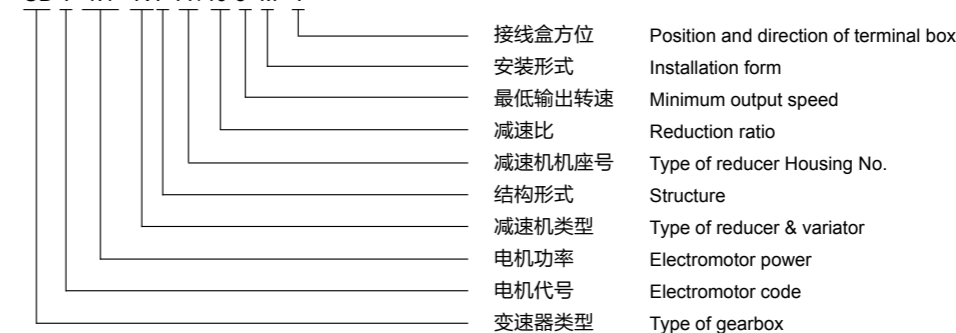 接线盒方位 Position and direction of terminal box
安装形式 Installation form
最低输出转速 Minimum output speed
减速比 Reduction ratio
减速机机座号 Type of reducer Housing No.
结构形式 Structure
减速机类型 Type of reducer & variator
电机功率 Electromotor power
电机代号 Electromotor code
变速器类型 Type of gearbox